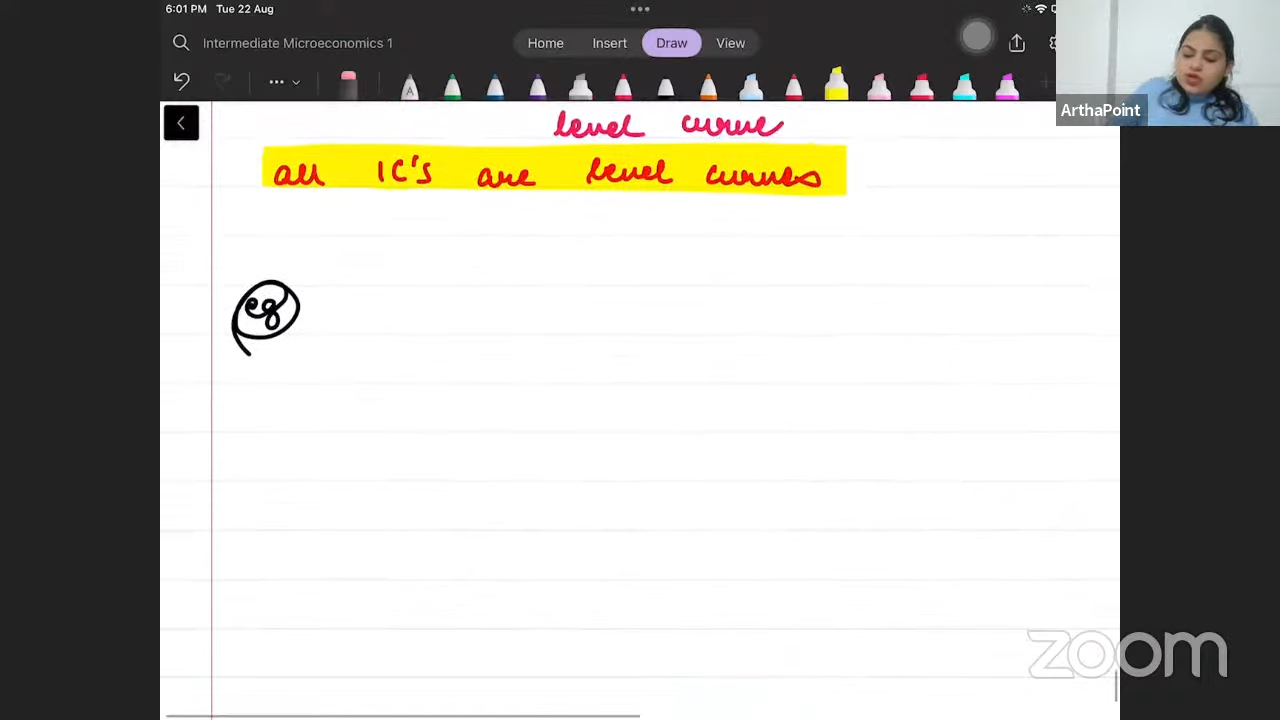 6:01 PM Tue 22 Aug
Intermediate Microeconomics 1
Home Insert Draw View
A
ArthaPoint
level curve
all IC's are level curves
eg
zoom